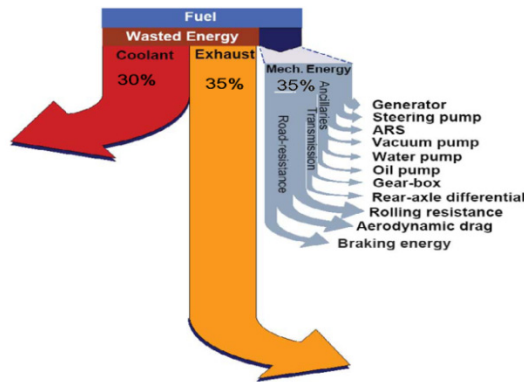 Fuel
Wasted Energy
Coolant
30%
Exhaust
35%
Mech. Energy
35%
Ancillaries
Transmission
Road-resistance
Generator
Steering pump
ARS
Vacuum pump
Water pump
Oil pump
Gear-box
Rear-axle differential
Rolling resistance
Aerodynamic drag
Braking energy